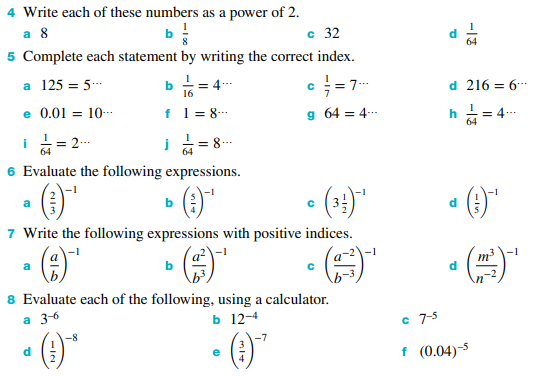 4 Write each of these numbers as a power of 2.
a 8 b 1/8 c 32 d 1/64
5 Complete each statement by writing the correct index.
a 125 = 5^… b 1/16 = 4^… c 1/7 = 7^… d 216 = 6^…
e 0.01 = 10^… f 1 = 8^… g 64 = 4^… h 1/64 = 4^…
i 1/64 = 2^… j 1/64 = 8^…
6 Evaluate the following expressions.
a (2/3)^-1 b (5/4)^-1 c (3 1/2)^-1 d (1/5)^-1
7 Write the following expressions with positive indices.
a (a/b)^-1 b (a^2/b^3)^-1 c (a^-2/b^-3)^-1 d (m^3/n^-2)^-1
8 Evaluate each of the following, using a calculator.
a 3^-6 b 12^-4 c 7^-5
d (1/2)^-8 e (3/4)^-7 f (0.04)^-5